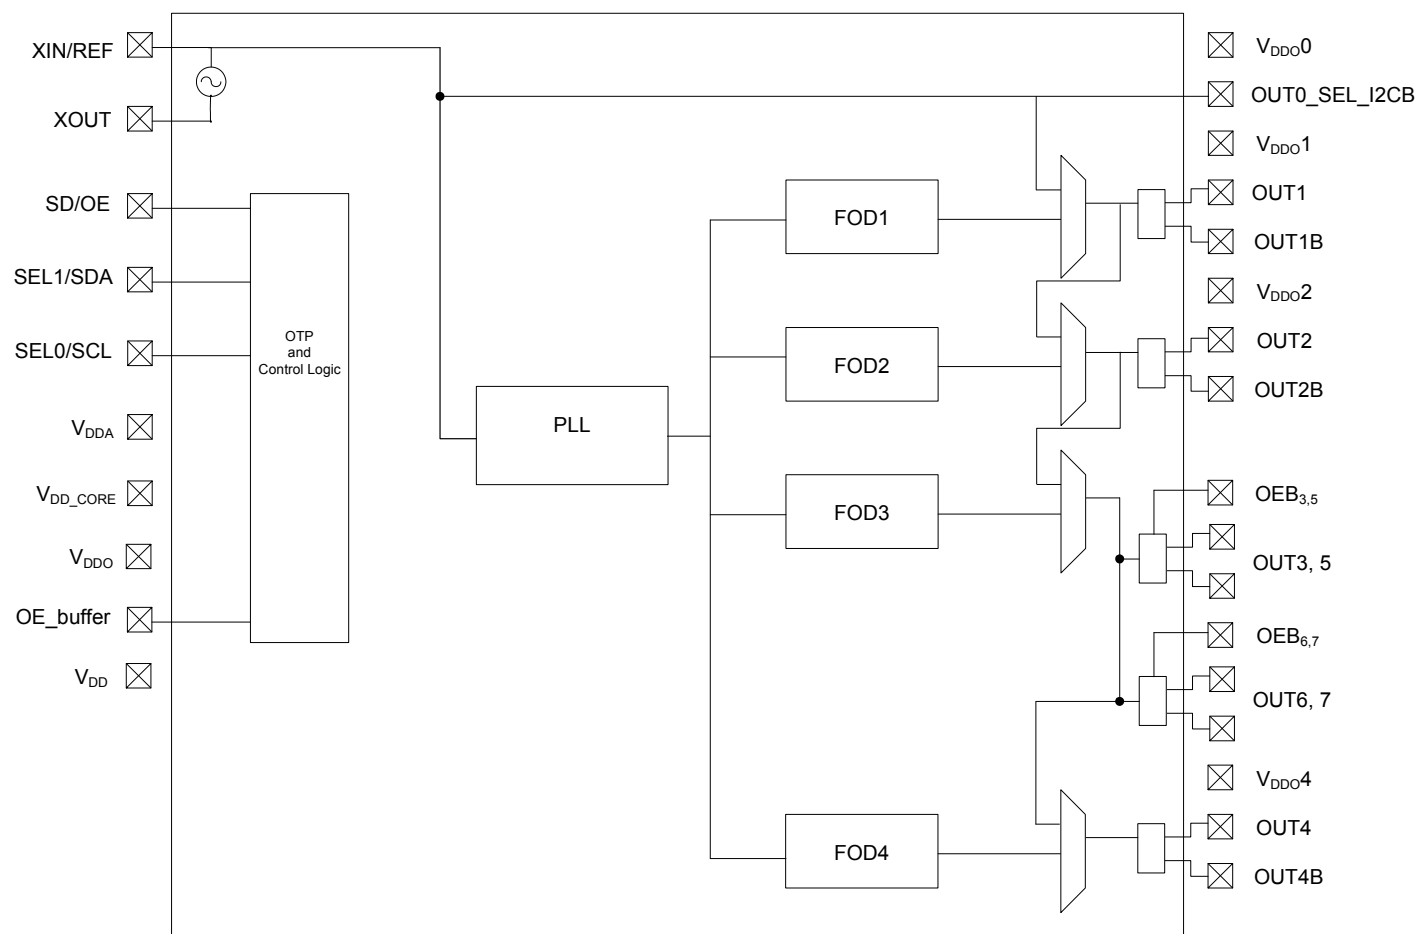 XIN/REF
XOUT
SD/OE
SEL1/SDA
SEL0/SCL
VDDA
VDD_CORE
VDDO
OE_buffer
VDD
OTP
and
Control Logic
PLL
FOD1
FOD2
FOD3
FOD4
VDDO0
OUT0_SEL_I2CB
VDDO1
OUT1
OUT1B
VDDO2
OUT2
OUT2B
OEB3,5
OUT3, 5
OEB6,7
OUT6, 7
VDDO4
OUT4
OUT4B